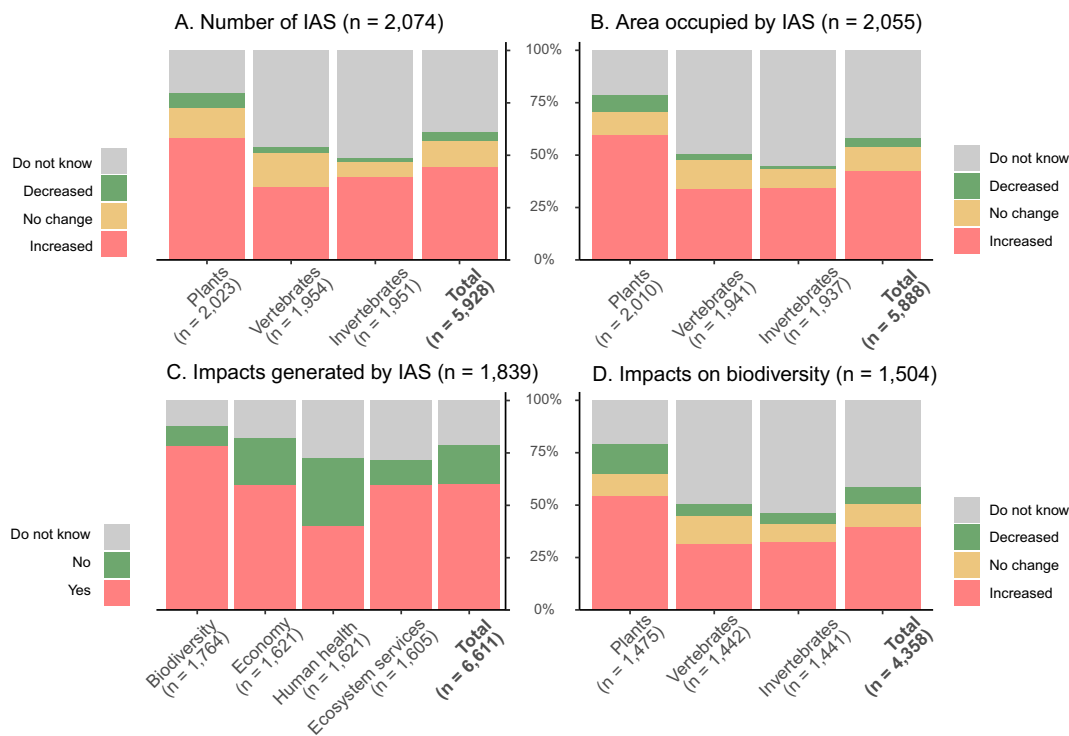 A. Number of IAS (n = 2,074)
B. Area occupied by IAS (n = 2,055)
100%
75%
50%
25%
0%
Do not know
Decreased
No change
Increased
Do not know
Decreased
No change
Increased
Plants
(n = 2,023)
Vertebrates
(n = 1,954)
Invertebrates
(n = 1,951)
Total
(n = 5,928)
Plants
(n = 2,010)
Vertebrates
(n = 1,941)
Invertebrates
(n = 1,937)
Total
(n = 5,888)
C. Impacts generated by IAS (n = 1,839)
D. Impacts on biodiversity (n = 1,504)
100%
75%
50%
25%
0%
Do not know
No
Yes
Do not know
Decreased
No change
Increased
Biodiversity
(n = 1,764)
Economy
(n = 1,621)
Human health
(n = 1,621)
Ecosystem services
(n = 1,605)
Total
(n = 6,611)
Plants
(n = 1,475)
Vertebrates
(n = 1,442)
Invertebrates
(n = 1,441)
Total
(n = 4,358)